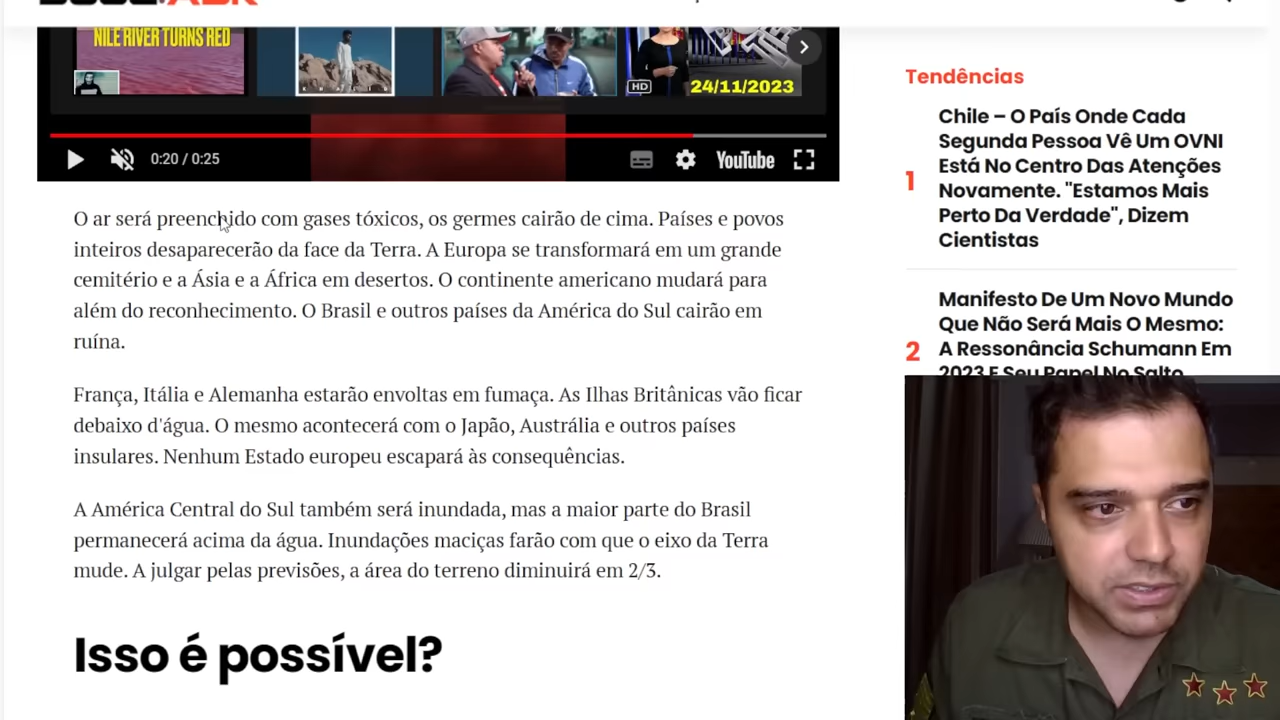 NILE RIVER TURNS RED
HD
24/11/2023
0:20 / 0:25
YouTube
O ar será preenchido com gases tóxicos, os germes cairão de cima. Países e povos
inteiros desaparecerão da face da Terra. A Europa se transformará em um grande
cemitério e a Ásia e a África em desertos. O continente americano mudará para
além do reconhecimento. O Brasil e outros países da América do Sul cairão em
ruína.
França, Itália e Alemanha estarão envoltas em fumaça. As Ilhas Britânicas vão ficar
debaixo d'água. O mesmo acontecerá com o Japão, Austrália e outros países
insulares. Nenhum Estado europeu escapará às consequências.
A América Central do Sul também será inundada, mas a maior parte do Brasil
permanecerá acima da água. Inundações maciças farão com que o eixo da Terra
mude. A julgar pelas previsões, a área do terreno diminuirá em 2/3.
Isso é possível?
Tendências
1
Chile – O País Onde Cada
Segunda Pessoa Vê Um OVNI
Está No Centro Das Atenções
Novamente. "Estamos Mais
Perto Da Verdade", Dizem
Cientistas
2
Manifesto De Um Novo Mundo
Que Não Será Mais O Mesmo:
A Ressonância Schumann Em
2023 E Seu Papel No Salto